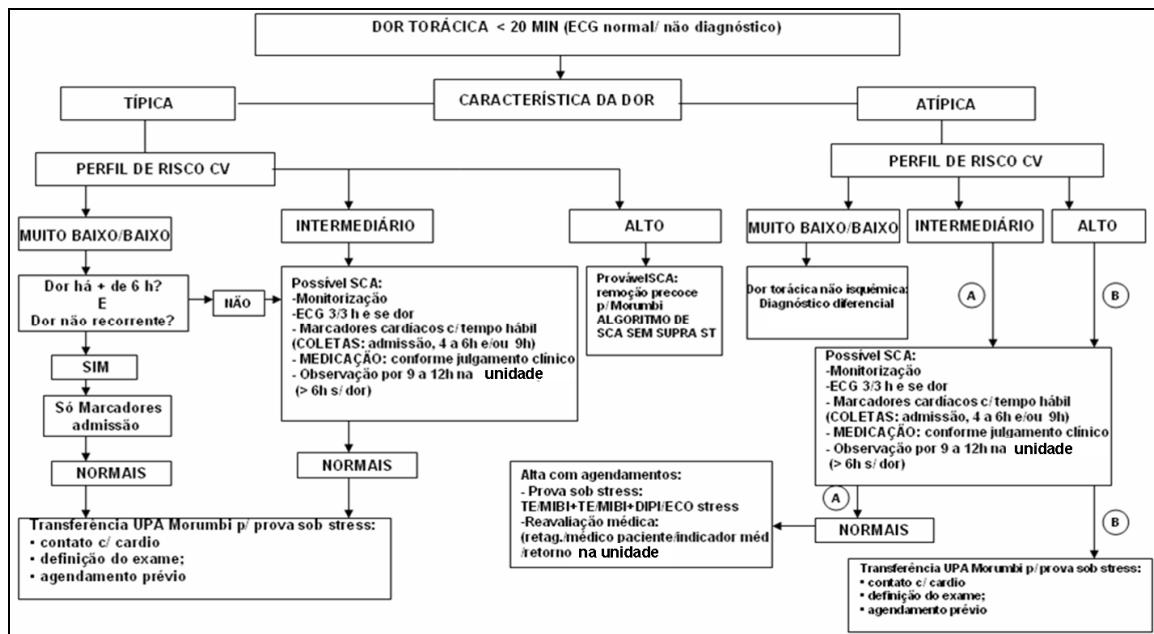 DOR TORÁCICA < 20 MIN (ECG normal/ não diagnóstico)
CARACTERÍSTICA DA DOR
TÍPICA
ATÍPICA
PERFIL DE RISCO CV
MUITO BAIXO/BAIXO
INTERMEDIÁRIO
ALTO
Dor há + de 6 h?
E
Dor não recorrente?
NÃO
SIM
Só Marcadores
admissão
NORMAIS
Possível SCA:
-Monitorização
-ECG 3/3 h e se dor
- Marcadores cardíacos c/ tempo hábil
(COLETAS: admissão, 4 a 6h e/ou 9h)
- MEDICAÇÃO: conforme julgamento clínico
- Observação por 9 a 12h na unidade
(> 6h s/ dor)
NORMAIS
ProvávelSCA:
remoção precoce
p/ Morumbi
ALGORITMO DE
SCA SEM SUPRA ST
Transferência UPA Morumbi p/ prova sob stress:
• contato c/ cardio
• definição do exame;
• agendamento prévio
PERFIL DE RISCO CV
MUITO BAIXO/BAIXO
INTERMEDIÁRIO
ALTO
Dor torácica não isquêmica:
Diagnóstico diferencial
A
B
Possível SCA:
-Monitorização
-ECG 3/3 h e se dor
- Marcadores cardíacos c/ tempo hábil
(COLETAS: admissão, 4 a 6h e/ou 9h)
- MEDICAÇÃO: conforme julgamento clínico
- Observação por 9 a 12h na unidade
(> 6h s/ dor)
A
B
NORMAIS
Alta com agendamentos:
- Prova sob stress:
TE/MIBI+TE/MIBI+DIPI/ECO stress
-Reavaliação médica:
(retag./médico paciente/indicador méd
/retorno na unidade
Transferência UPA Morumbi p/ prova sob stress:
• contato c/ cardio
• definição do exame;
• agendamento prévio